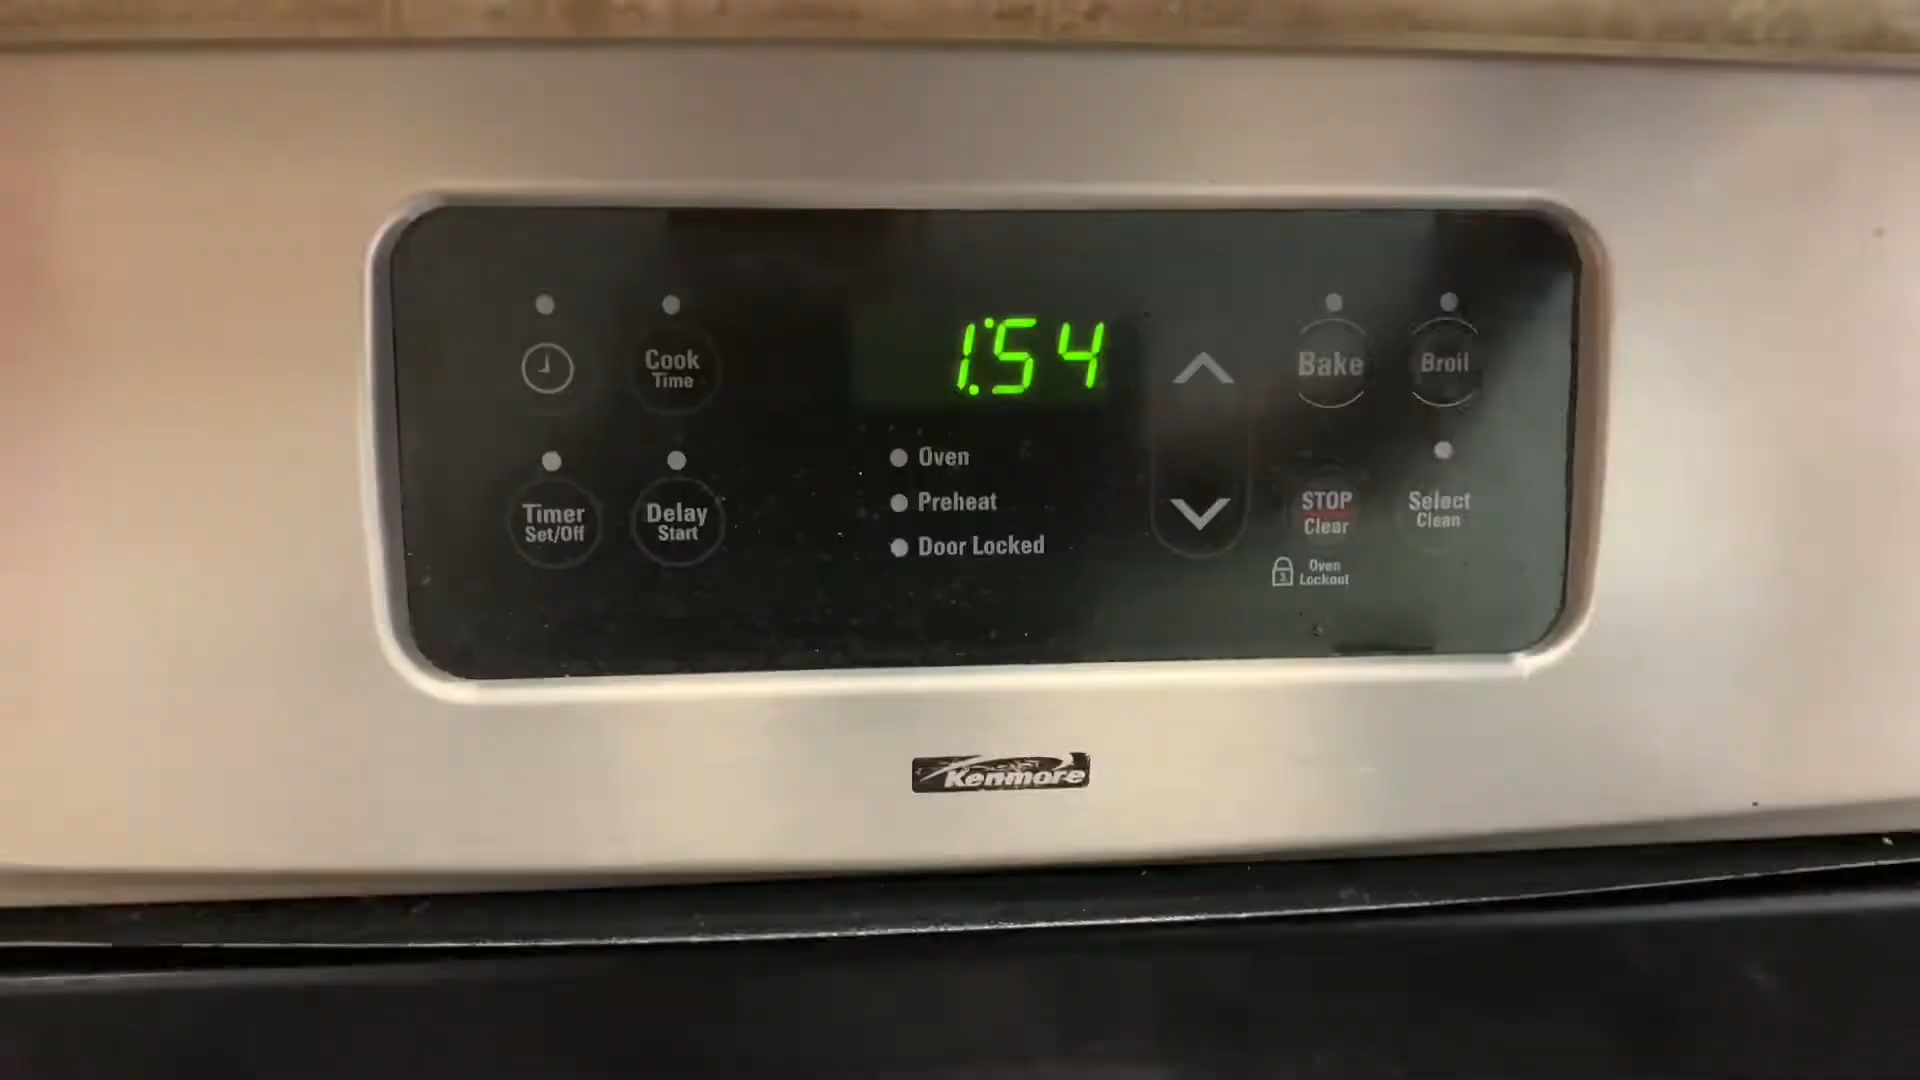 1:54
Cook
Time
Bake
Broil
Oven
Preheat
Door Locked
Timer
Set/Off
Delay
Start
STOP
Clear
Select
Clean
Oven
Lockout
3
Kenmore